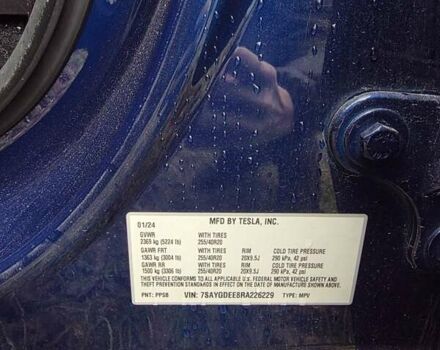 MFD BY TESLA, INC.
01/24
GVWR WITH TIRES
2369 kg (5224 lb) 255/40R20
GAWR FRT WITH TIRES RIM COLD TIRE PRESSURE
1363 kg (3004 lb) 255/40R20 20X9.5J 290 kPa, 42 psi
GAWR RR WITH TIRES RIM COLD TIRE PRESSURE
1500 kg (3306 lb) 255/40R20 20X9.5J 290 kPa, 42 psi
THIS VEHICLE CONFORMS TO ALL APPLICABLE U.S. FEDERAL MOTOR VEHICLE SAFETY AND
THEFT PREVENTION STANDARDS IN EFFECT ON THE DATE OF MANUFACTURE SHOWN ABOVE.
PNT: PPSB VIN: 7SAYGDEE8RA226229 TYPE: MPV